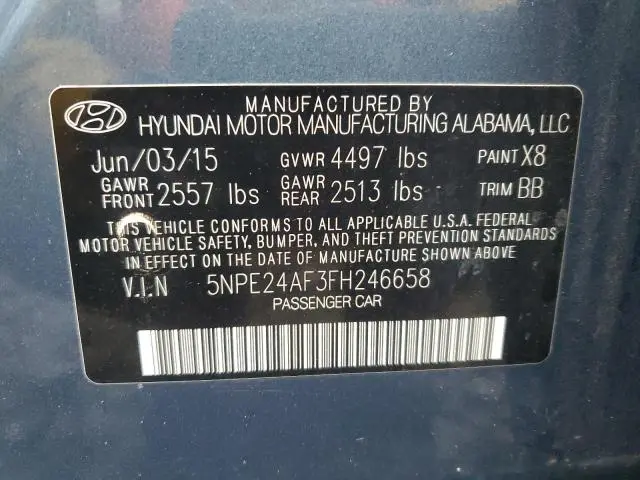 MANUFACTURED BY
HYUNDAI MOTOR MANUFACTURING ALABAMA, LLC
Jun/03/15 GVWR 4497 lbs PAINT X8
GAWR FRONT 2557 lbs GAWR REAR 2513 lbs TRIM BB
THIS VEHICLE CONFORMS TO ALL APPLICABLE U.S.A. FEDERAL
MOTOR VEHICLE SAFETY, BUMPER, AND THEFT PREVENTION STANDARDS
IN EFFECT ON THE DATE OF MANUFACTURE SHOWN ABOVE
V.I.N 5NPE24AF3FH246658
PASSENGER CAR